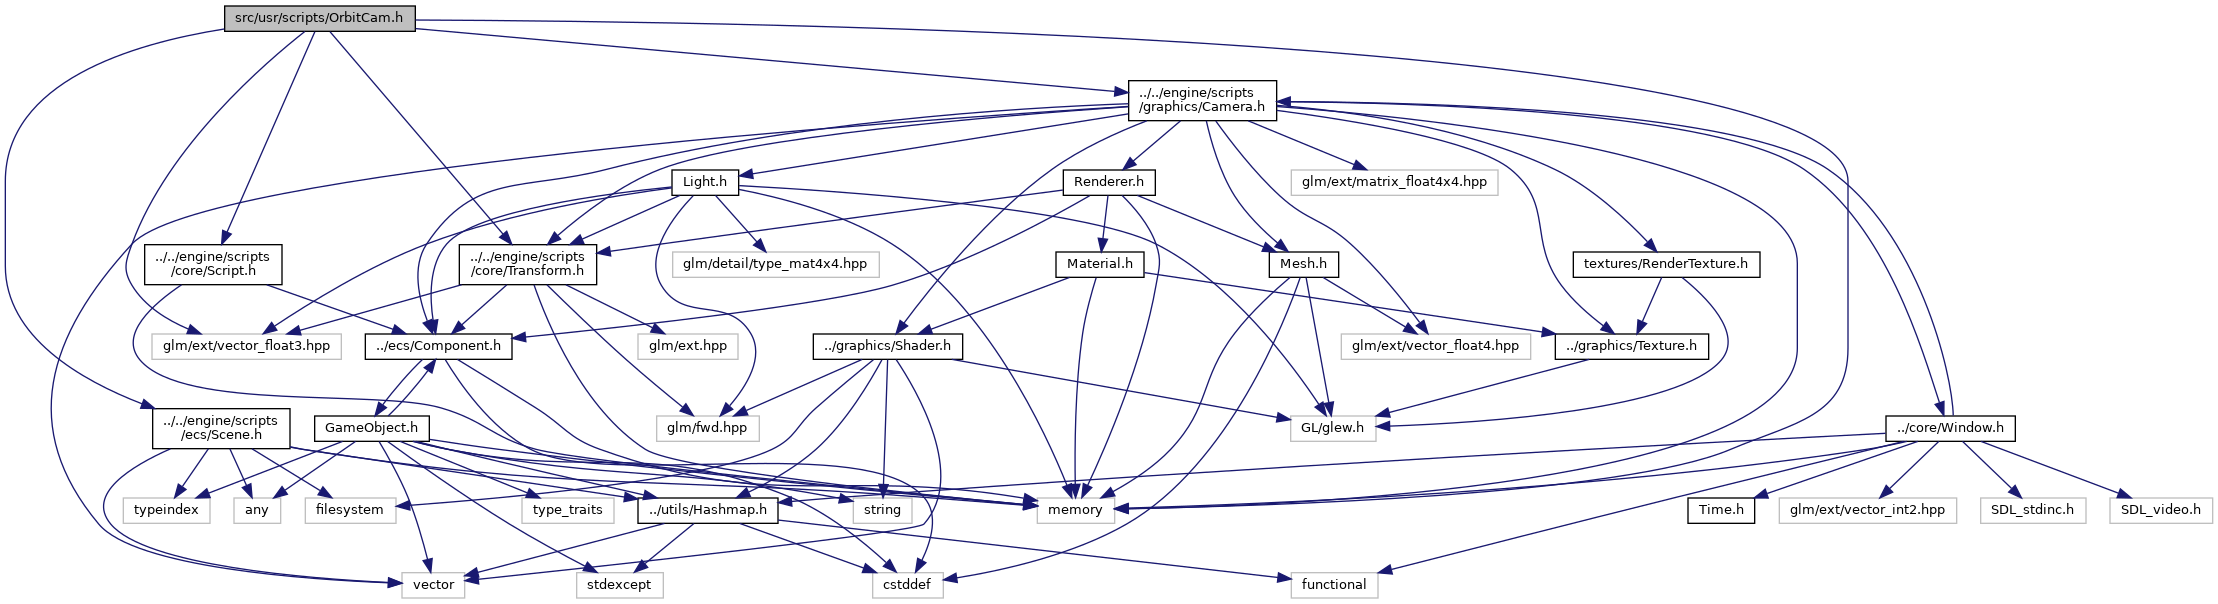 src/usr/scripts/OrbitCam.h
../../engine/scripts
/graphics/Camera.h
Light.h
Renderer.h
glm/ext/matrix_float4x4.hpp
../../engine/scripts
/core/Script.h
../../engine/scripts
/core/Transform.h
glm/detail/type_mat4x4.hpp
Material.h
Mesh.h
textures/RenderTexture.h
glm/ext/vector_float3.hpp
../ecs/Component.h
glm/ext.hpp
../graphics/Shader.h
glm/ext/vector_float4.hpp
../graphics/Texture.h
../../engine/scripts
/ecs/Scene.h
GameObject.h
glm/fwd.hpp
GL/glew.h
../core/Window.h
typeindex
any
filesystem
type_traits
../utils/Hashmap.h
string
memory
Time.h
glm/ext/vector_int2.hpp
SDL_stdinc.h
SDL_video.h
vector
stdexcept
cstddef
functional